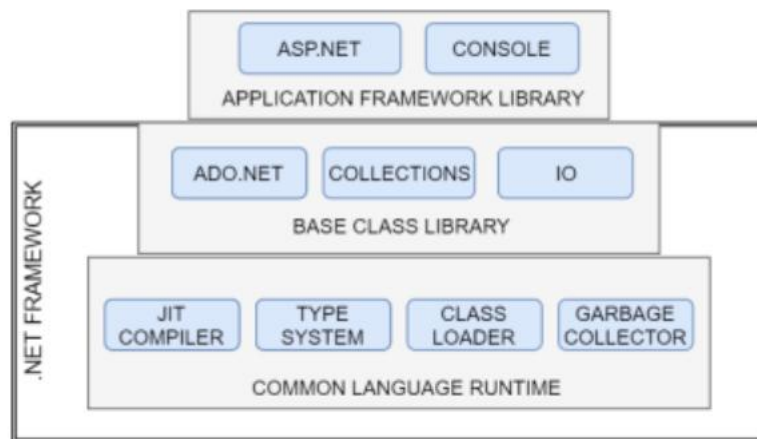 ASP.NET
CONSOLE
APPLICATION FRAMEWORK LIBRARY
ADO.NET
COLLECTIONS
IO
BASE CLASS LIBRARY
.NET FRAMEWORK
JIT
COMPILER
TYPE
SYSTEM
CLASS
LOADER
GARBAGE
COLLECTOR
COMMON LANGUAGE RUNTIME